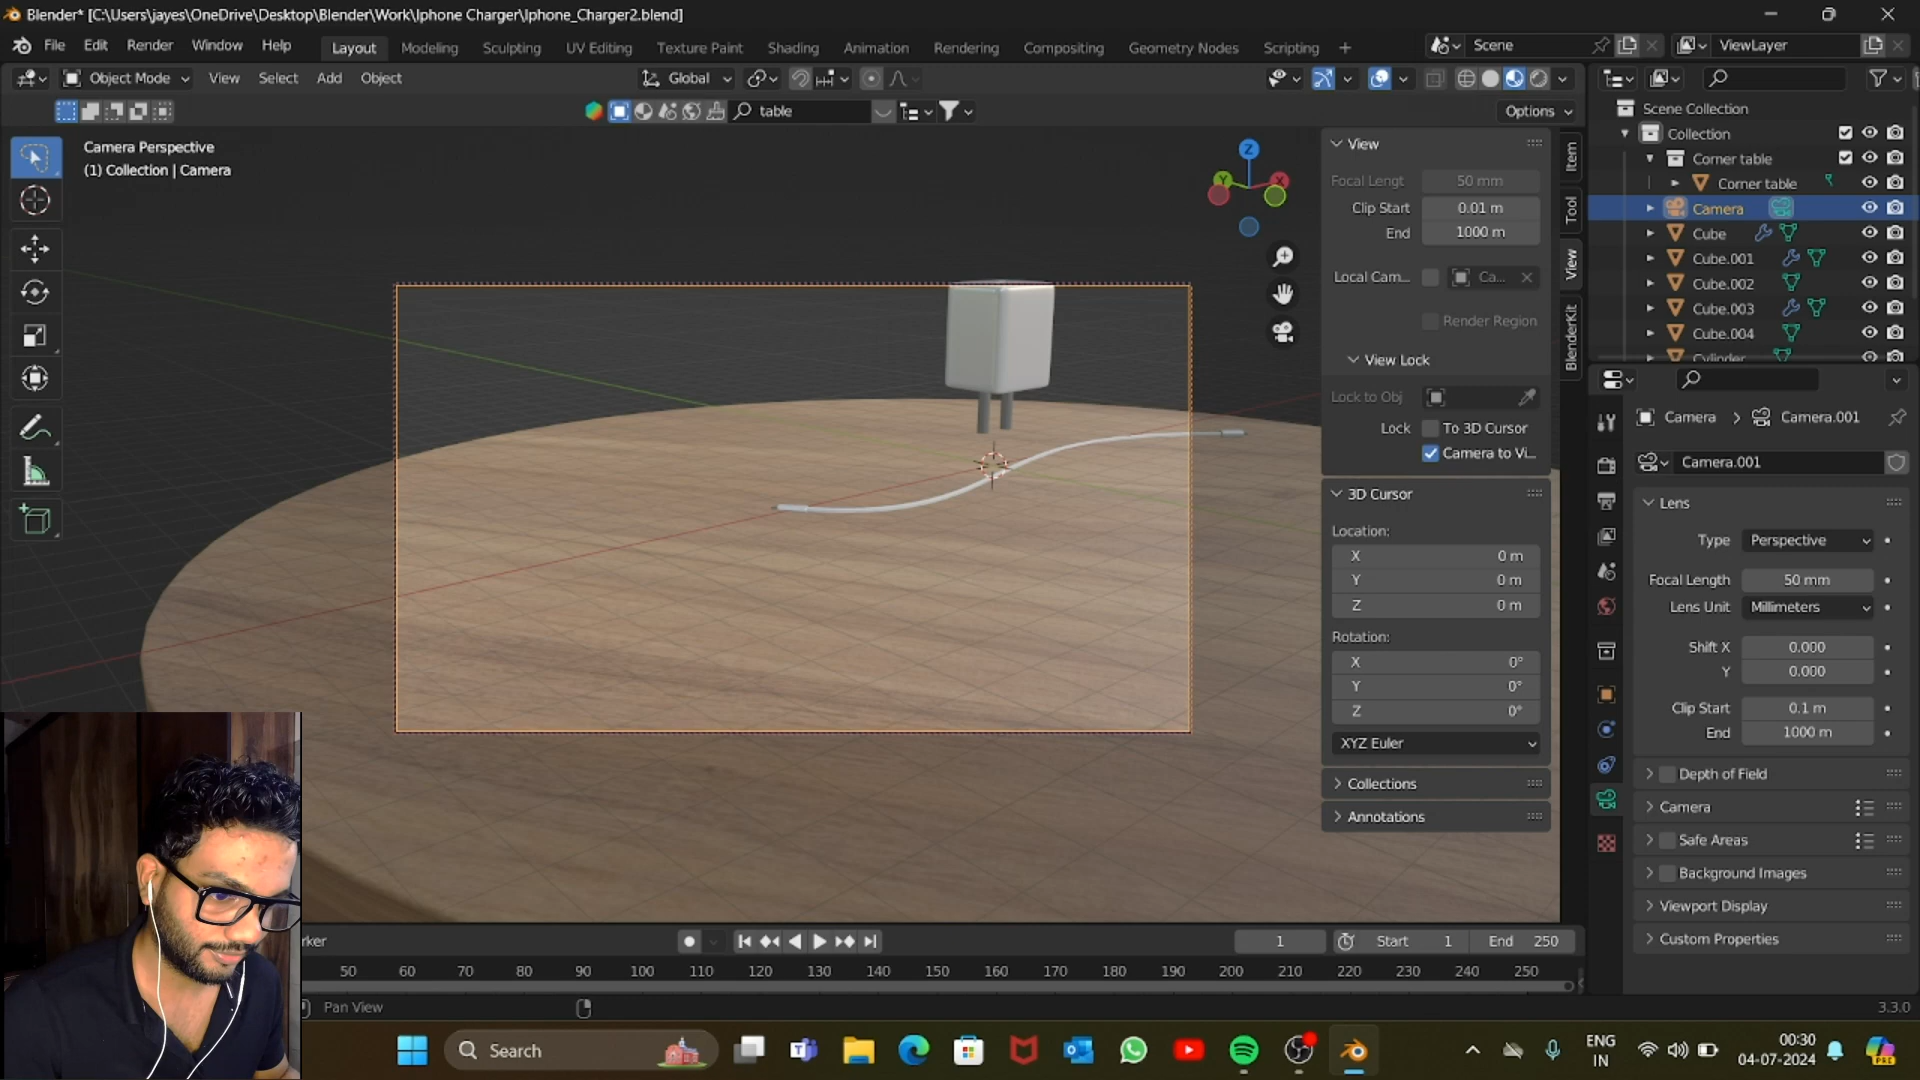 Blender* [C:\Users\jayes\OneDrive\Desktop\Blender\Work\Iphone Charger\Iphone_Charger2.blend]
File Edit Render Window Help Layout Modeling Sculpting UV Editing Texture Paint Shading Animation Rendering Compositing Geometry Nodes Scripting + Scene ViewLayer
Object Mode View Select Add Object Global
table Options
Camera Perspective
(1) Collection | Camera
Z
Y X
View
Focal Lengt 50 mm
Clip Start 0.01 m
End 1000 m
Local Cam... Ca...
Render Region
View Lock
Lock to Obj
Lock To 3D Cursor
Camera to Vi...
3D Cursor
Location:
X 0 m
Y 0 m
Z 0 m
Rotation:
X 0°
Y 0°
Z 0°
XYZ Euler
Collections
Annotations
Item
Tool
View
BlenderKit
Scene Collection
Collection
Corner table
Corner table
Camera
Cube
Cube.001
Cube.002
Cube.003
Cube.004
Cylinder
Camera > Camera.001
Camera.001
Lens
Type Perspective
Focal Length 50 mm
Lens Unit Millimeters
Shift X 0.000
Y 0.000
Clip Start 0.1 m
End 1000 m
Depth of Field
Camera
Safe Areas
Background Images
Viewport Display
Custom Properties
rker 1 Start 1 End 250
50 60 70 80 90 100 110 120 130 140 150 160 170 180 190 200 210 220 230 240 250
Pan View 3.3.0
Search
ENG
IN
00:30
04-07-2024
PRE